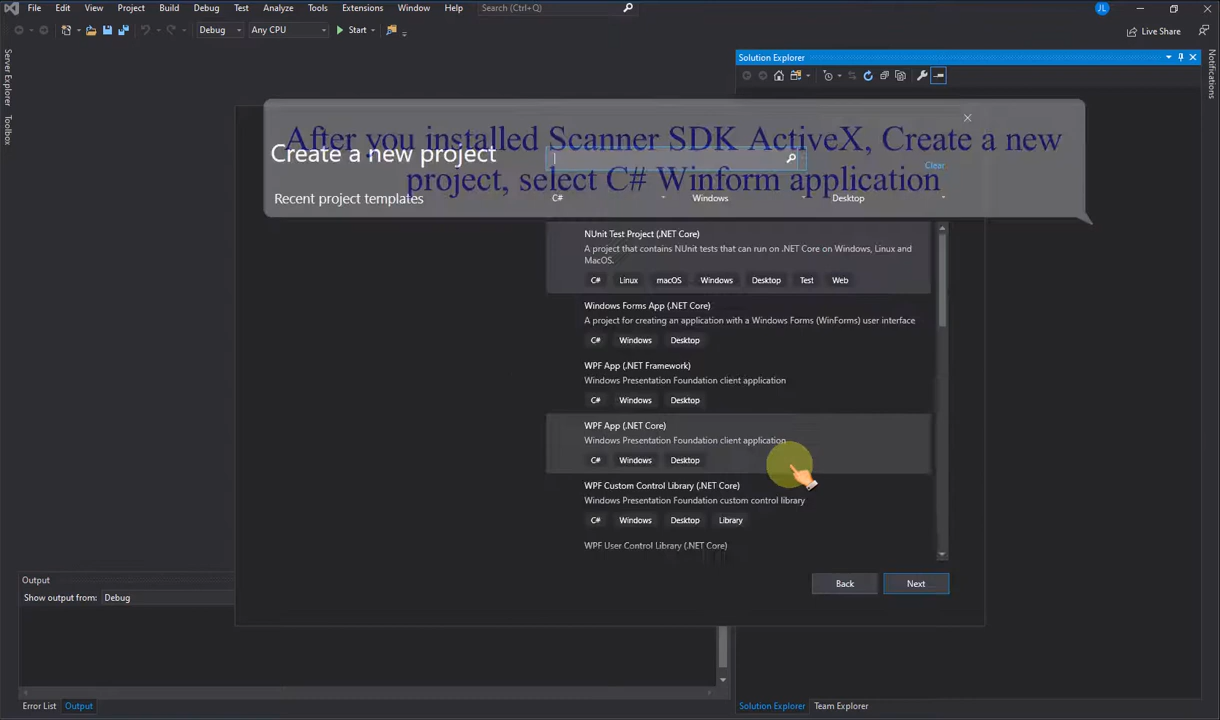 File Edit View Project Build Debug Test Analyze Tools Extensions Window Help Search (Ctrl+Q) JL
Debug Any CPU Start Live Share
Server Explorer
Toolbox
Solution Explorer
Notifications
After you installed Scanner SDK ActiveX, Create a new
project, select C# Winform application
Create a new project
Clear
Recent project templates
C# Windows Desktop
NUnit Test Project (.NET Core)
A project that contains NUnit tests that can run on .NET Core on Windows, Linux and
MacOS.
C# Linux macOS Windows Desktop Test Web
Windows Forms App (.NET Core)
A project for creating an application with a Windows Forms (WinForms) user interface
C# Windows Desktop
WPF App (.NET Framework)
Windows Presentation Foundation client application
C# Windows Desktop
WPF App (.NET Core)
Windows Presentation Foundation client application
C# Windows Desktop
WPF Custom Control Library (.NET Core)
Windows Presentation Foundation custom control library
C# Windows Desktop Library
WPF User Control Library (.NET Core)
Back Next
Output
Show output from: Debug
Error List Output
Solution Explorer Team Explorer